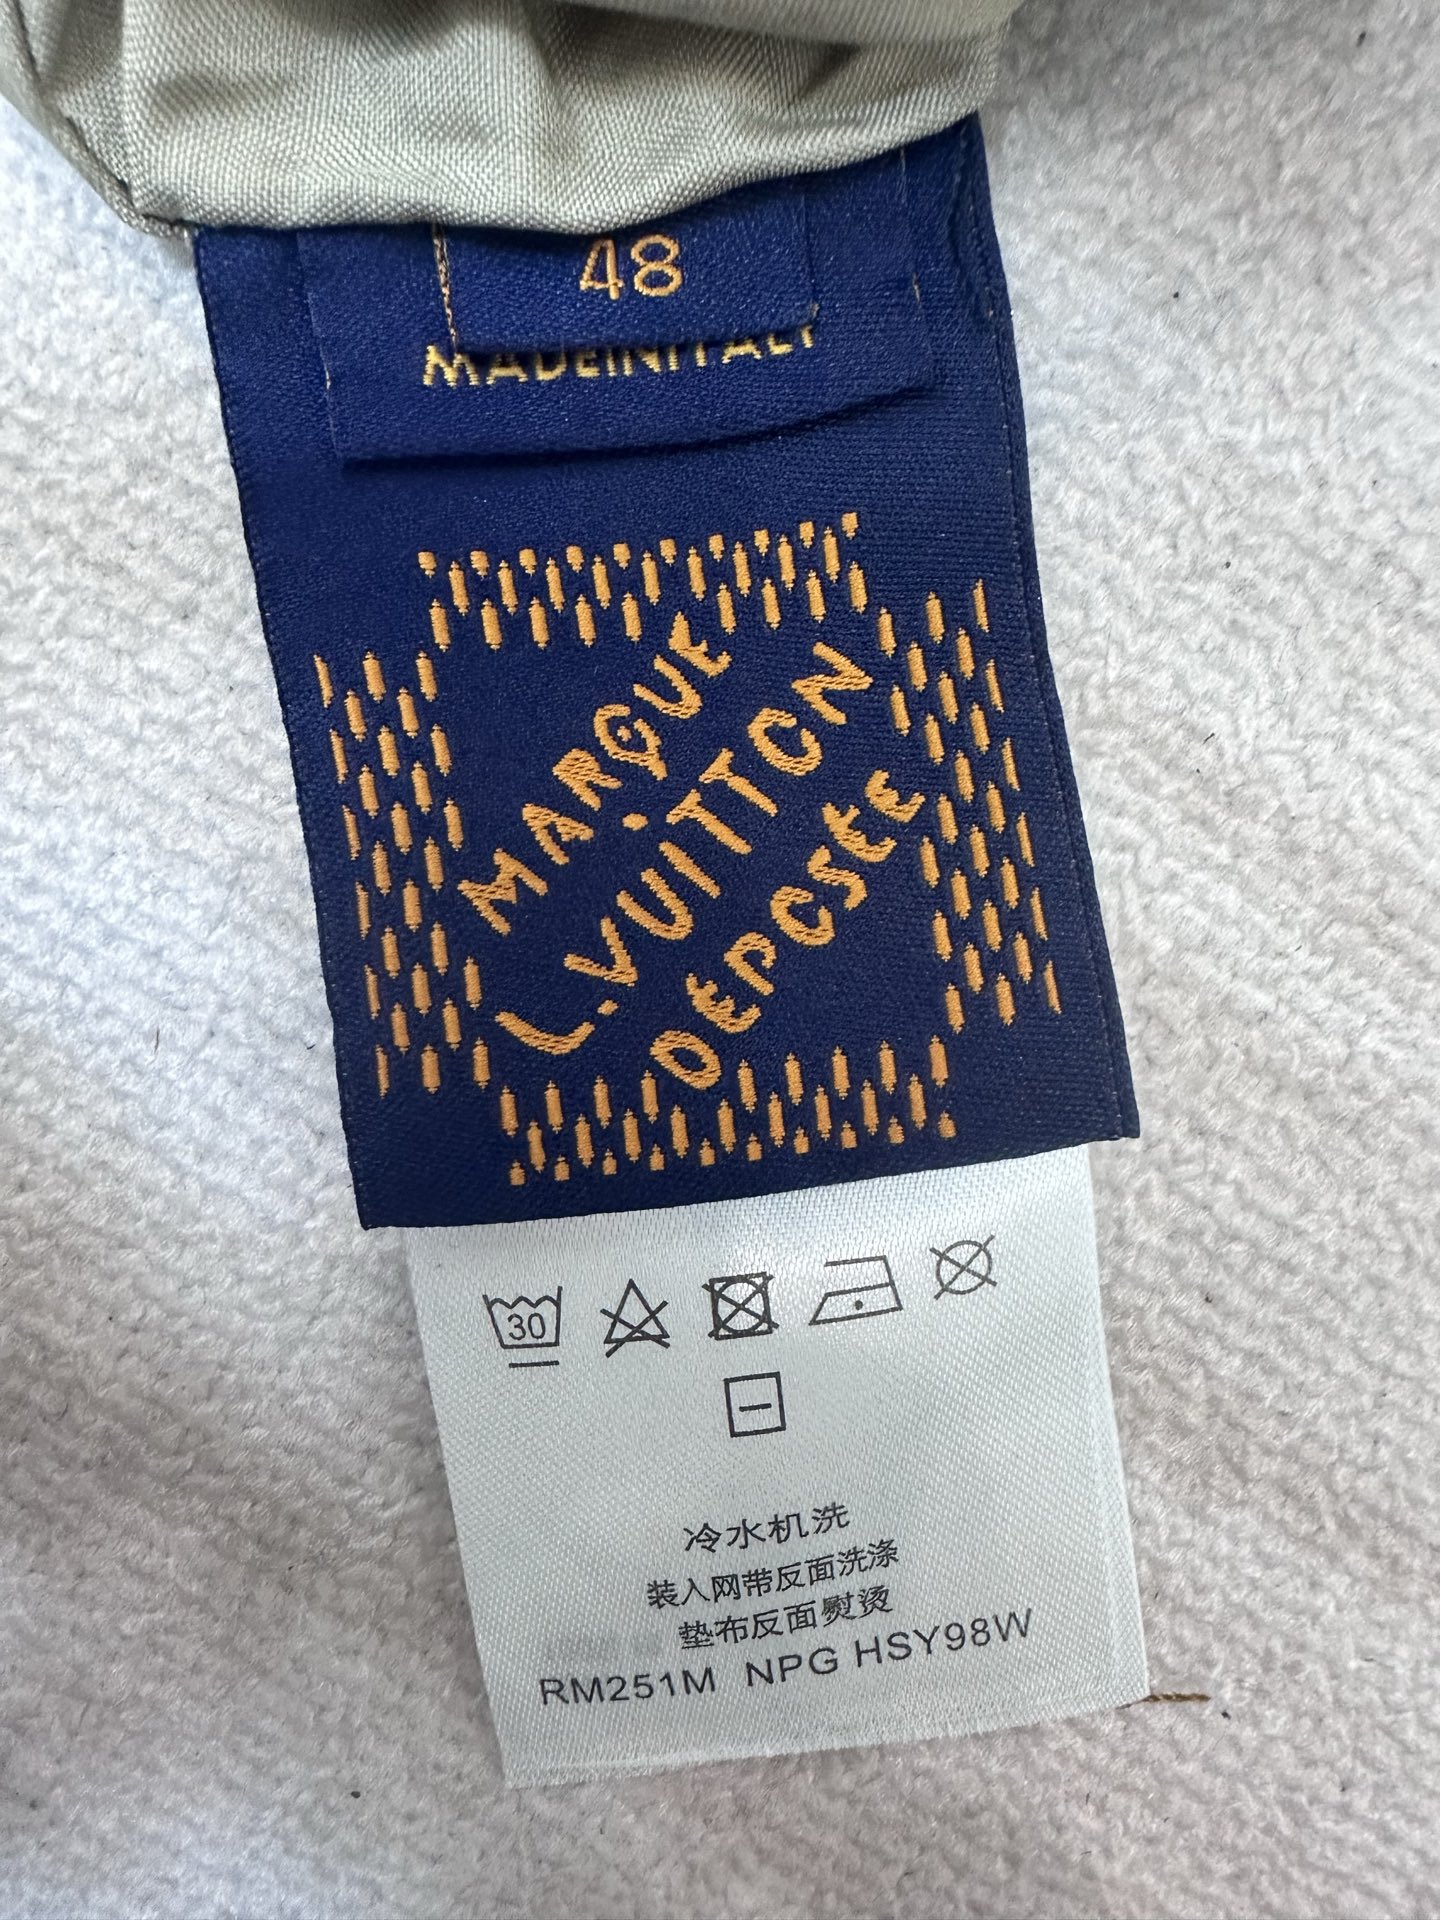 48
MADEINITALY
MARQUE
L.VUITTON
DEPOSTE
30
冷水机洗
装入网带反面洗涤
垫布反面熨烫
RM251M NPG HSY98W